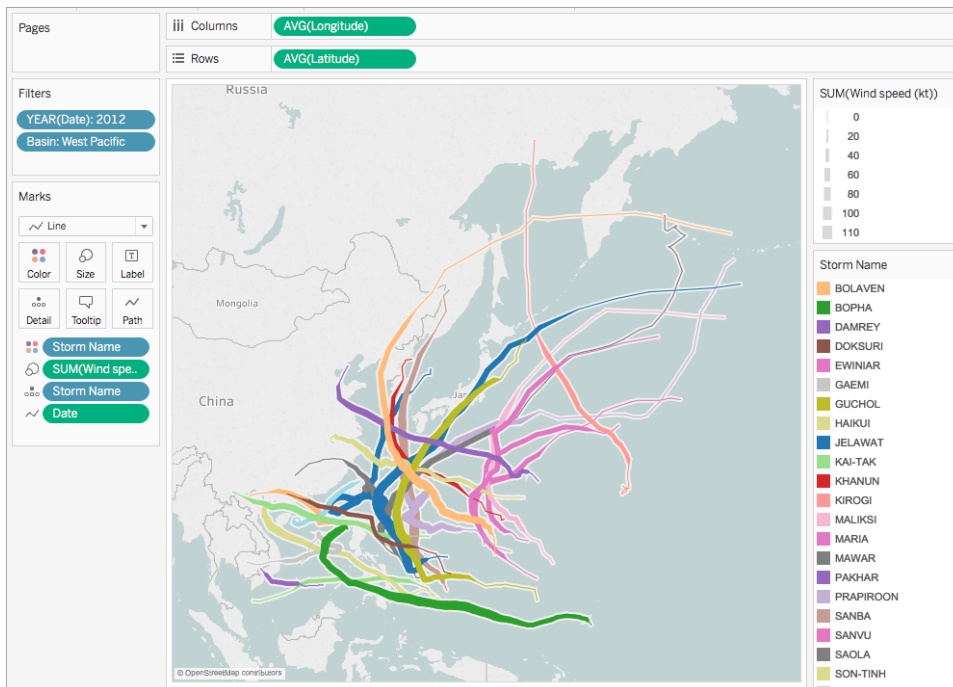 Pages
Columns
AVG(Longitude)
Rows
AVG(Latitude)
Filters
YEAR(Date): 2012
Basin: West Pacific
Marks
Line
Color
Size
Label
Detail
Tooltip
Path
Storm Name
SUM(Wind spe..
Storm Name
Date
Russia
Mongolia
China
© OpenStreetMap contributors
SUM(Wind speed (kt))
0
20
40
60
80
100
110
Storm Name
BOLAVEN
BOPHA
DAMREY
DOKSURI
EWINIAR
GAEMI
GUCHOL
HAIKUI
JELAWAT
KAI-TAK
KHANUN
KIROGI
MALIKSI
MARIA
MAWAR
PAKHAR
PRAPIROON
SANBA
SANVU
SAOLA
SON-TINH